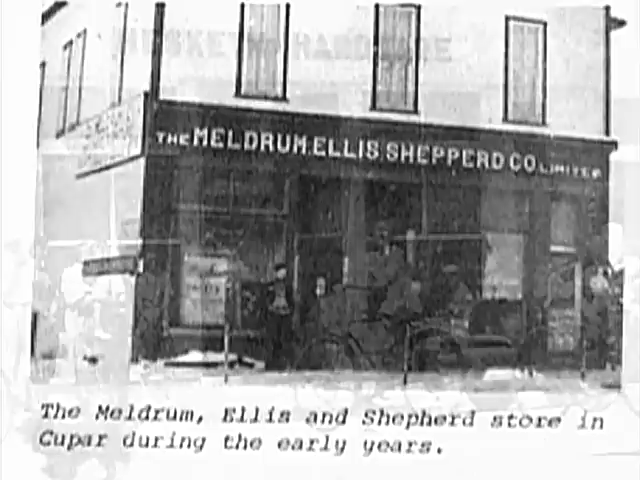 THE MELDRUM, ELLIS, SHEPPERD CO LIMITED
The Meldrum, Ellis and Shepherd store in
Cupar during the early years.